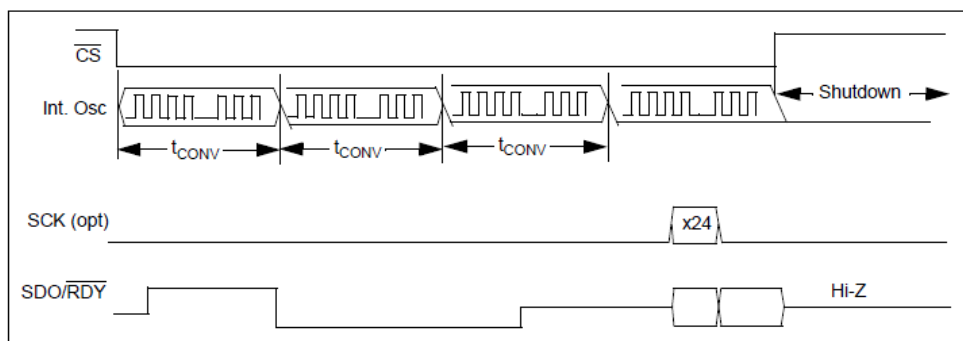 CS
Int. Osc
Shutdown
tCONV
tCONV
tCONV
SCK (opt)
x24
SDO/RDY
Hi-Z